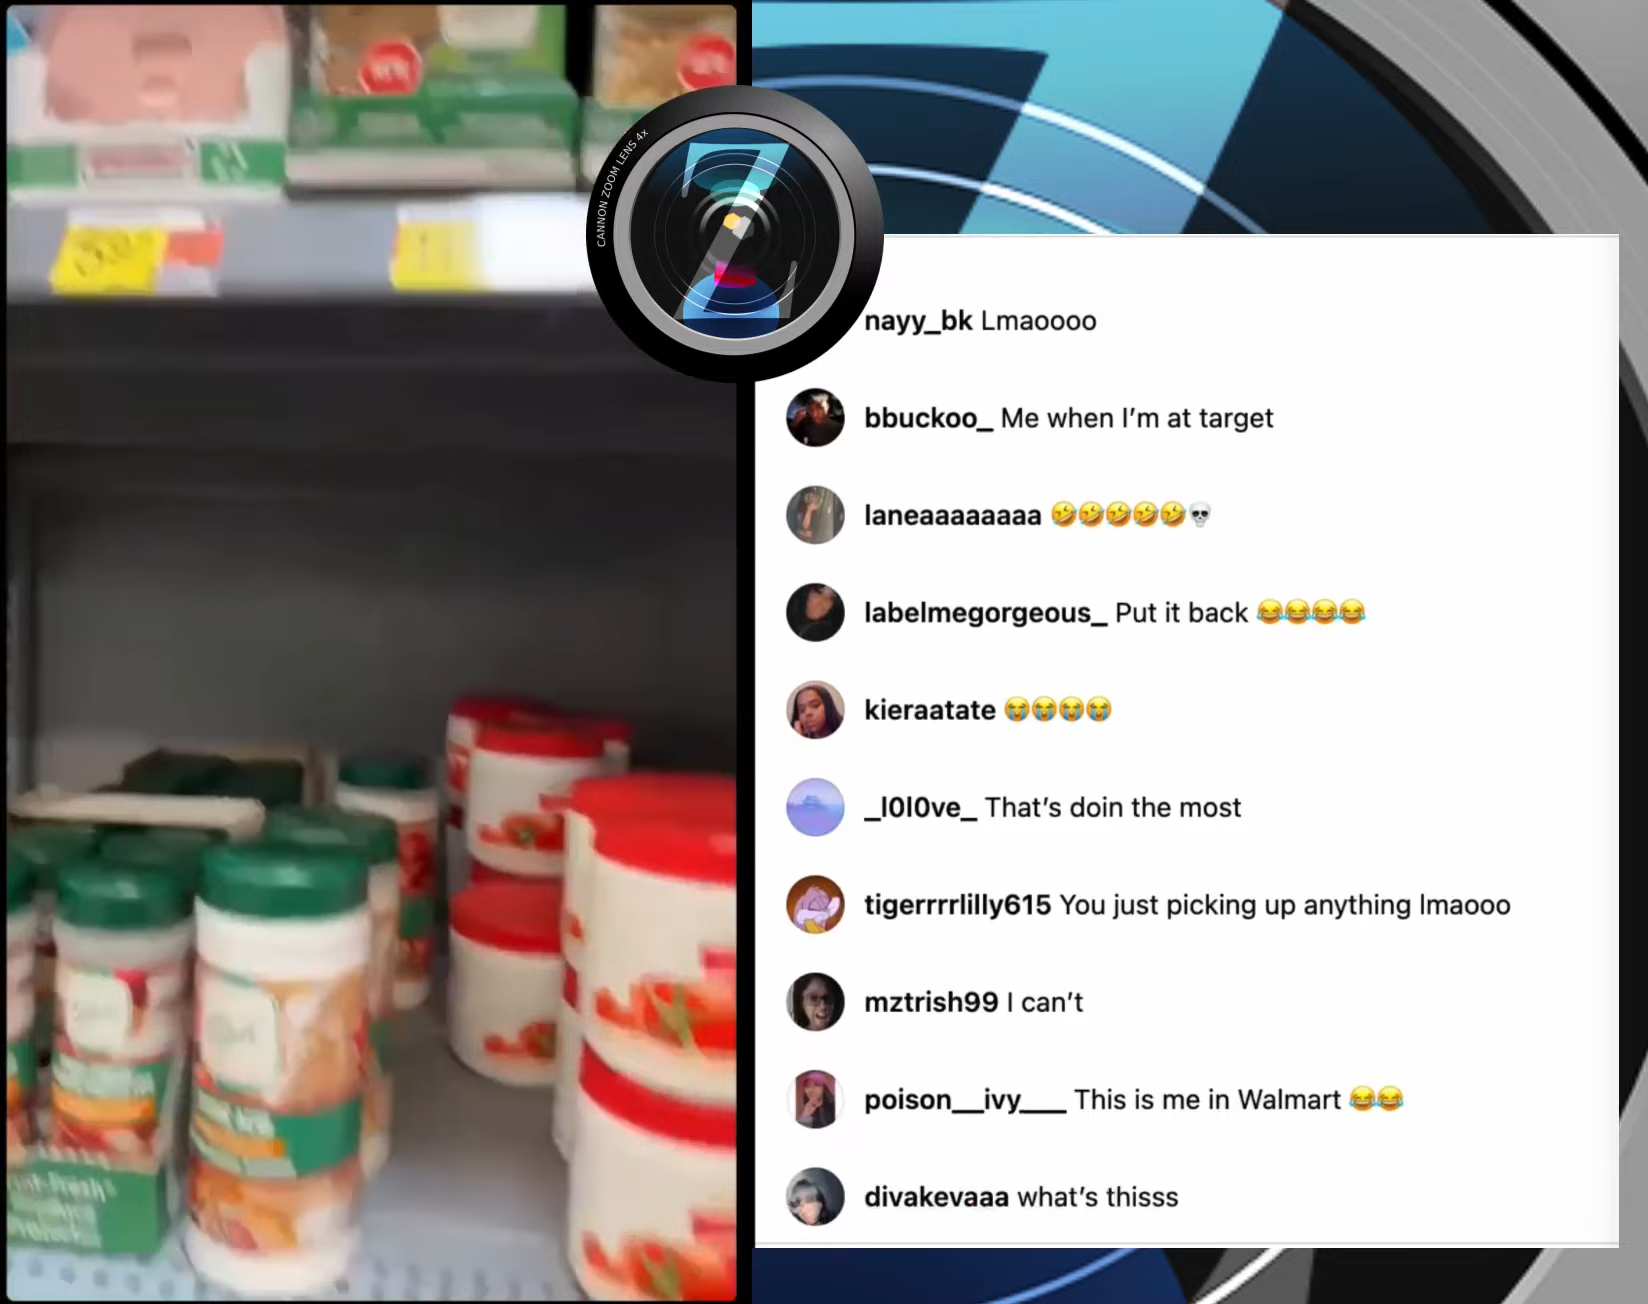 CANNON ZOOM LENS 4x
nayy_bk Lmaoooo
bbuckoo_ Me when I’m at target
laneaaaaaaaa 🤣🤣🤣🤣🤣💀
labelmegorgeous_ Put it back 😂😂😂😂
kieraatate 😭😭😭😭
_l0l0ve_ That’s doin the most
tigerrrrlilly615 You just picking up anything lmaooo
mztrish99 I can’t
poison__ivy___ This is me in Walmart 😂😂
divakevaaa what’s thisss